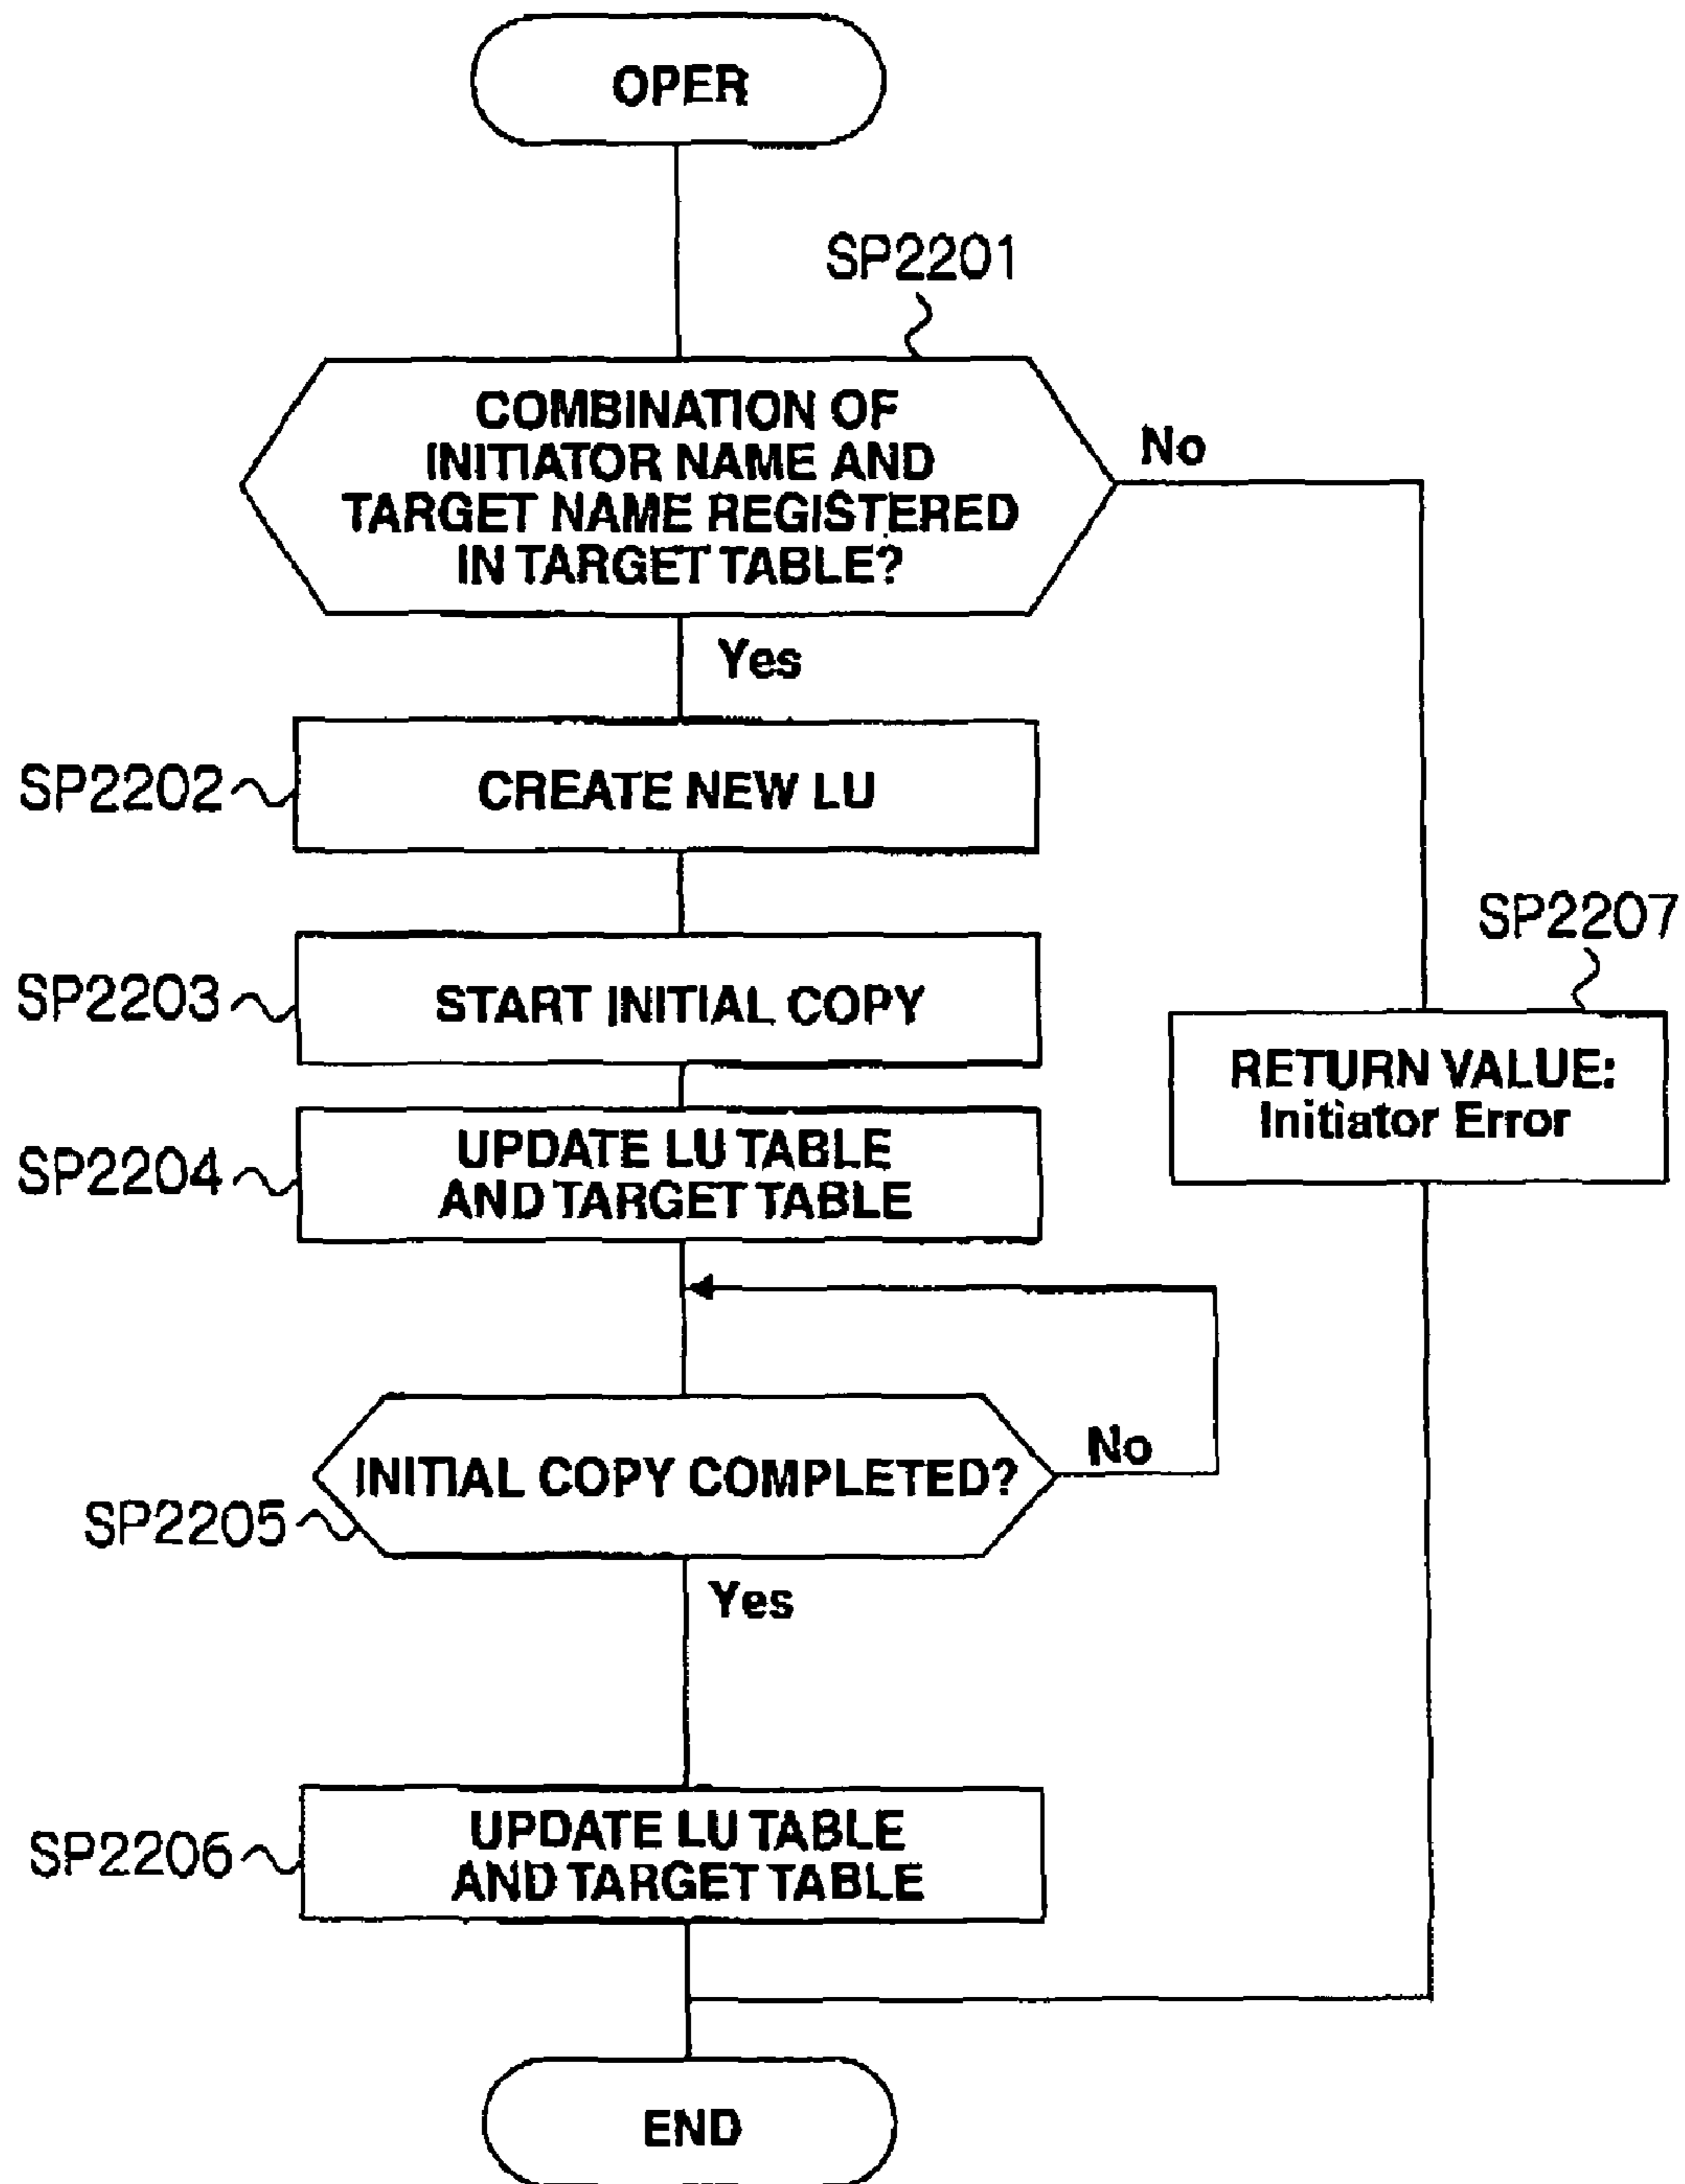 OPER
SP2201
COMBINATION OF
INITIATOR NAME AND
TARGET NAME REGISTERED
IN TARGET TABLE?
No
Yes
SP2202
CREATE NEW LU
SP2203
START INITIAL COPY
SP2207
RETURN VALUE:
Initiator Error
SP2204
UPDATE LU TABLE
AND TARGET TABLE
INITIAL COPY COMPLETED?
No
SP2205
Yes
SP2206
UPDATE LU TABLE
AND TARGET TABLE
END